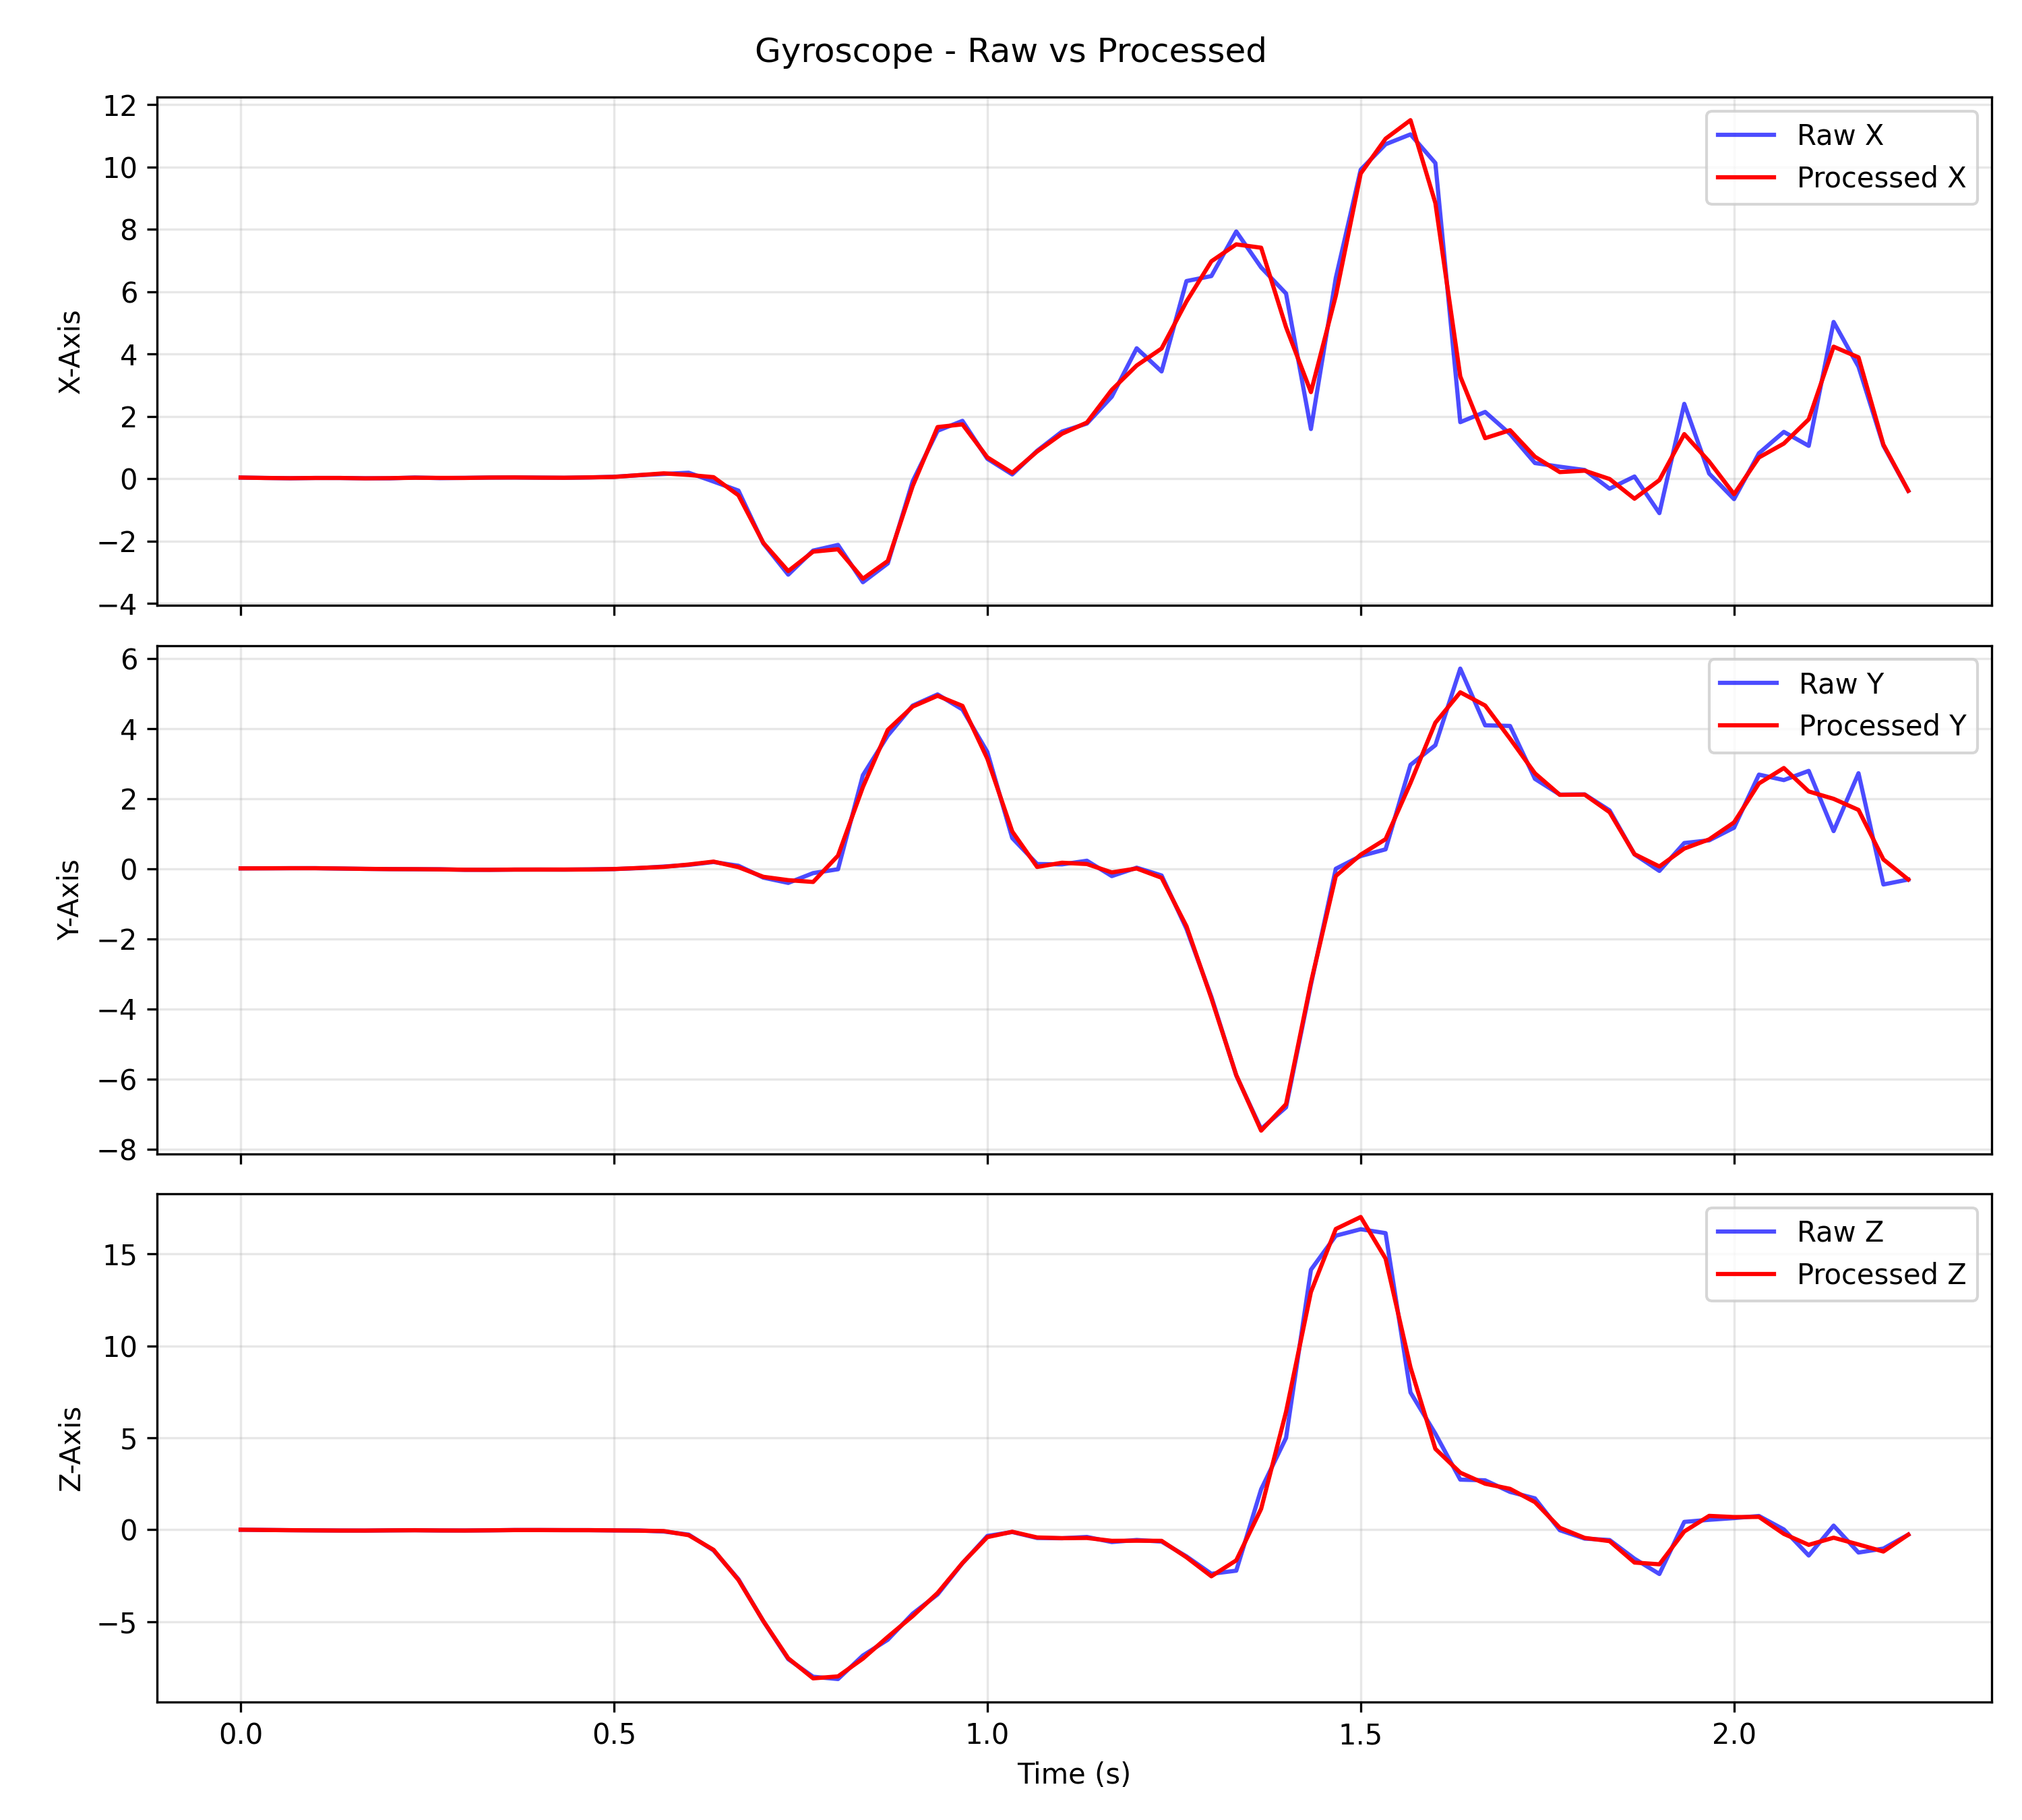 Gyroscope - Raw vs Processed
12
10
8
6
4
2
0
−2
−4
X-Axis
Raw X
Processed X
6
4
2
0
−2
−4
−6
−8
Y-Axis
Raw Y
Processed Y
15
10
5
0
−5
Z-Axis
Raw Z
Processed Z
0.0 0.5 1.0 1.5 2.0
Time (s)